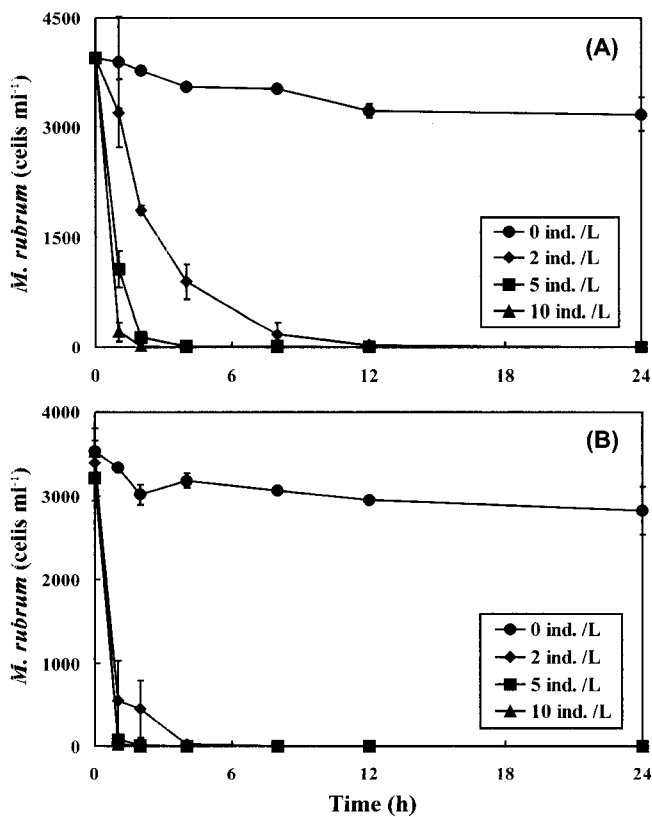 4500
(A)
3000
1500
0
M. rubrum (cells ml⁻¹)
0 ind. /L
2 ind. /L
5 ind. /L
10 ind. /L
0 6 12 18 24
4000
(B)
3000
2000
1000
0
M. rubrum (cells ml⁻¹)
0 ind. /L
2 ind. /L
5 ind. /L
10 ind. /L
0 6 12 18 24
Time (h)